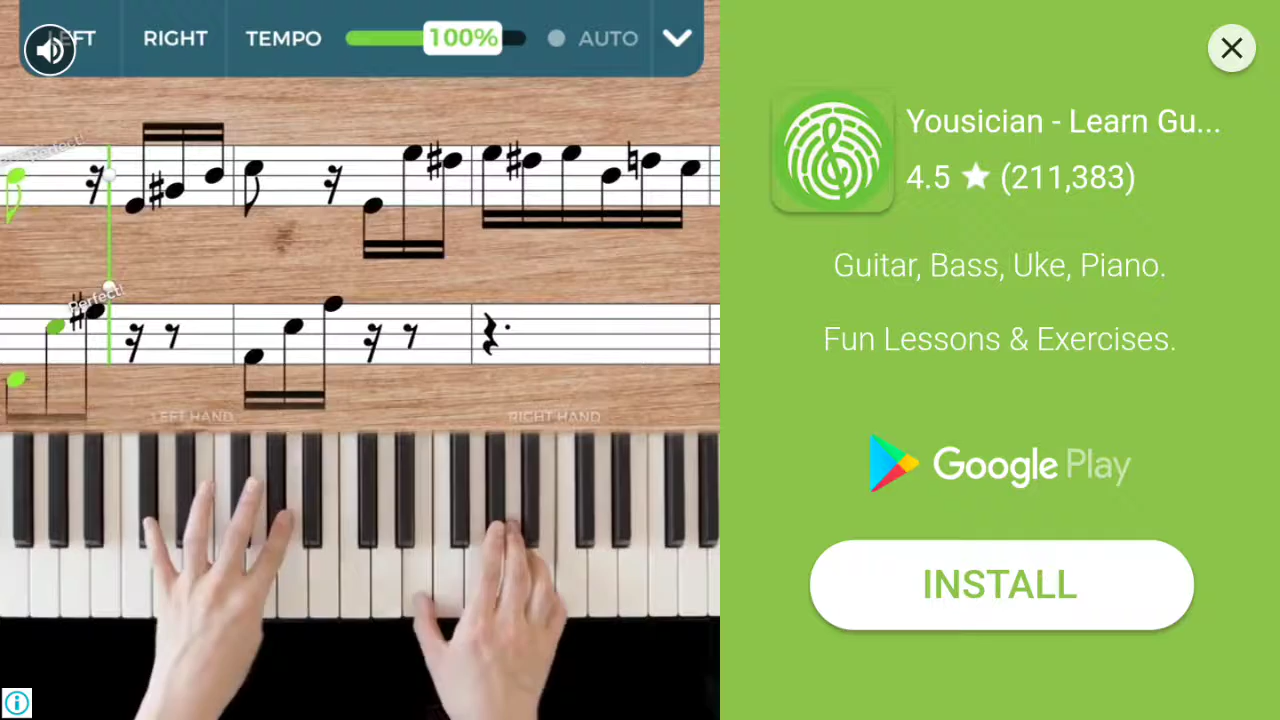 LEFT RIGHT TEMPO 100% AUTO
Perfect!
Perfect!
LEFT HAND RIGHT HAND
Yousician - Learn Gu...
4.5 ★ (211,383)
Guitar, Bass, Uke, Piano.
Fun Lessons & Exercises.
Google Play
INSTALL